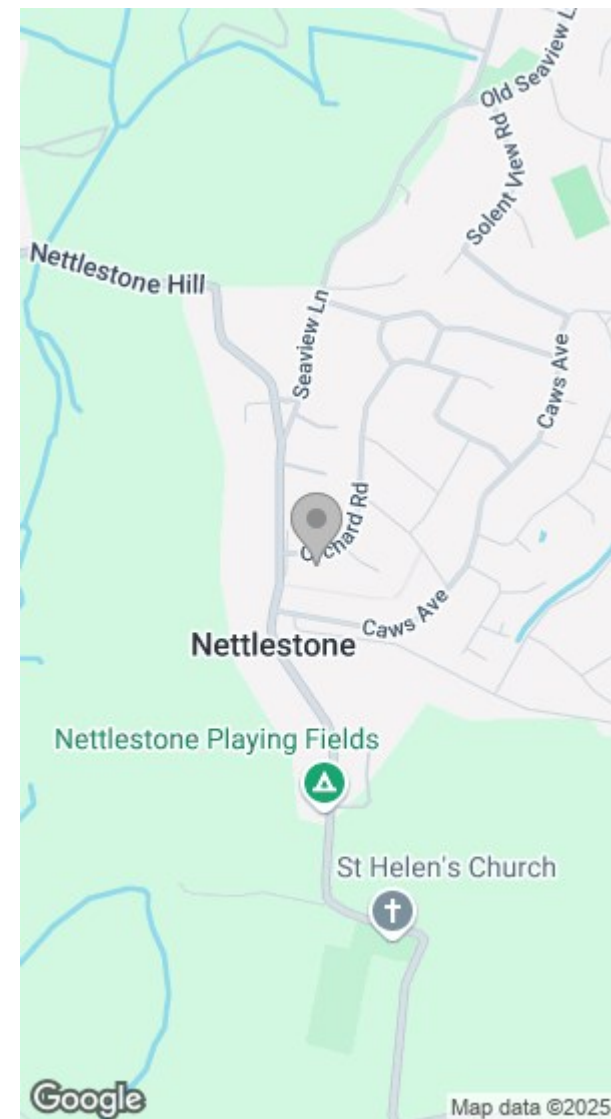 Old Seaview L
Solent View Rd
Nettlestone Hill
Seaview Ln
Caws Ave
Orchard Rd
Caws Ave
Nettlestone
Nettlestone Playing Fields
St Helen's Church
Google
Map data ©2025